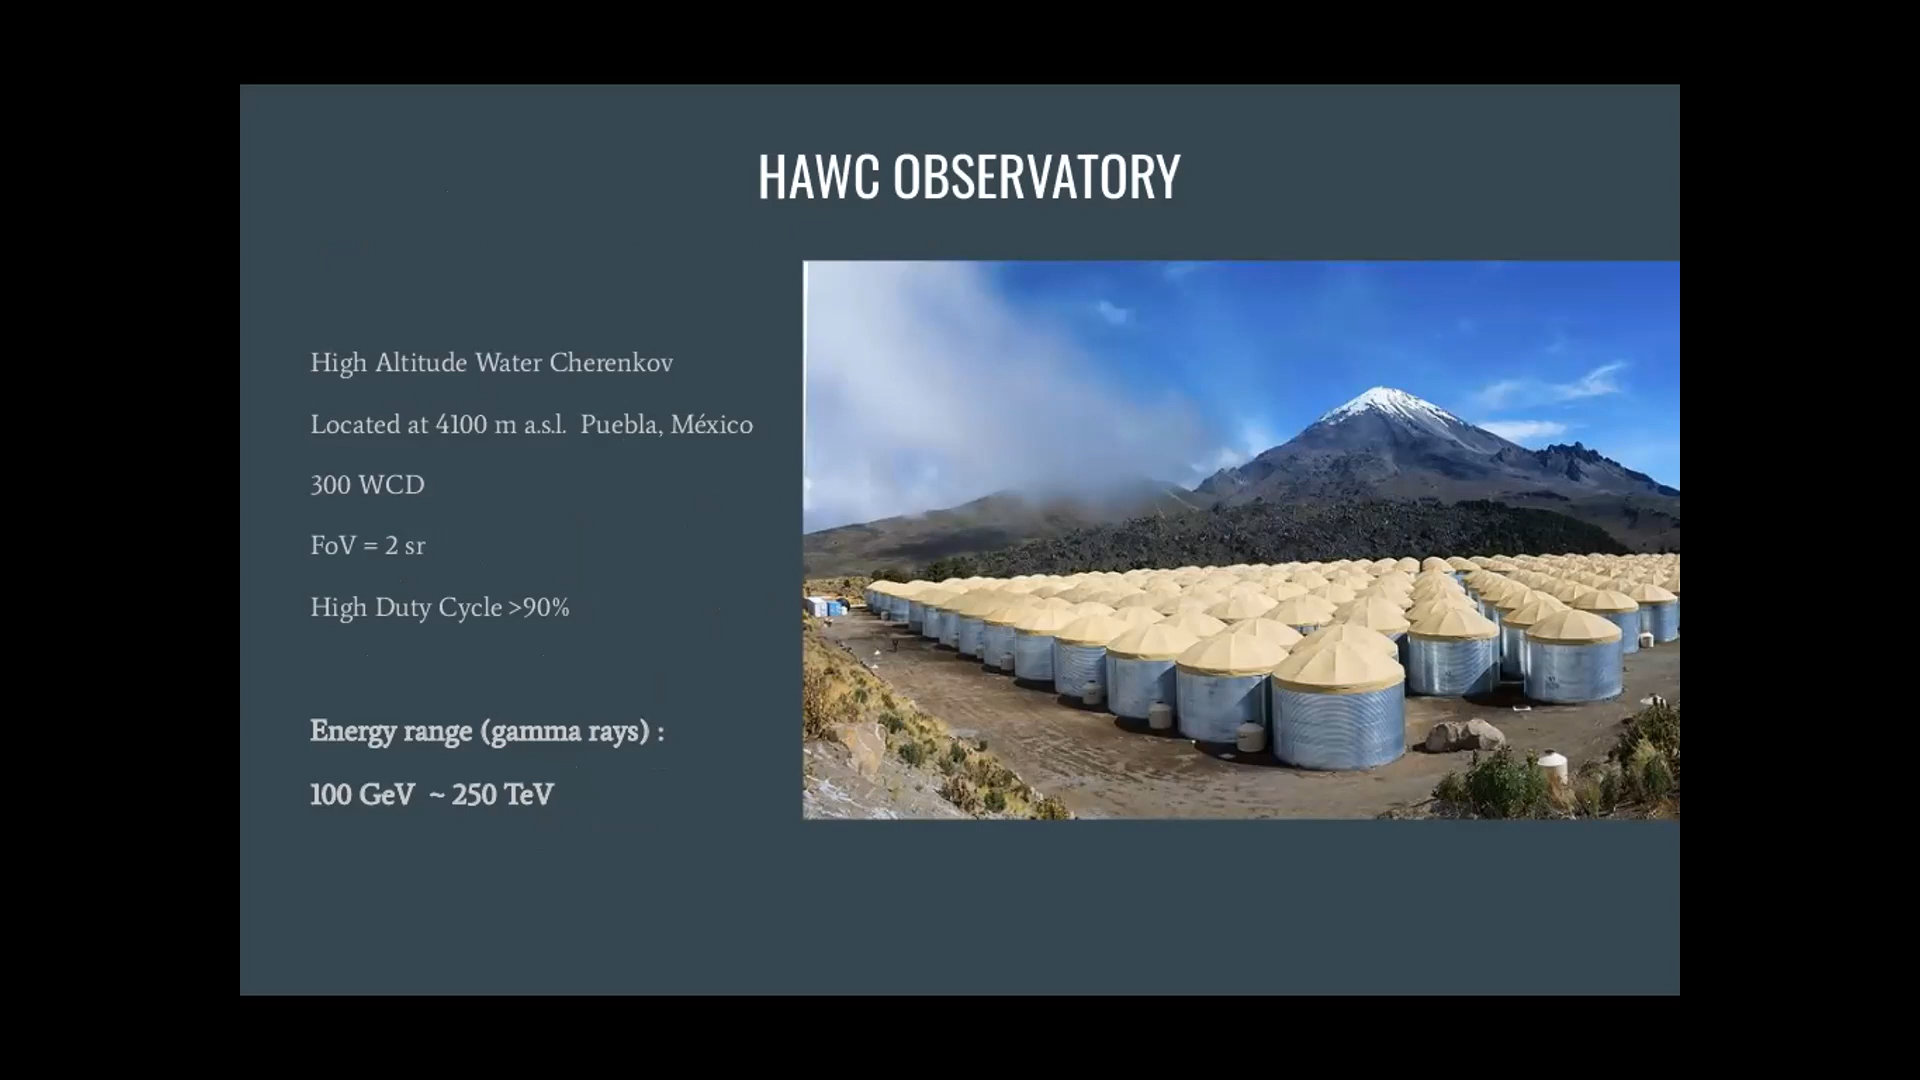 HAWC OBSERVATORY
High Altitude Water Cherenkov
Located at 4100 m a.s.l. Puebla, México
300 WCD
FoV = 2 sr
High Duty Cycle >90%
Energy range (gamma rays) :
100 GeV ~ 250 TeV